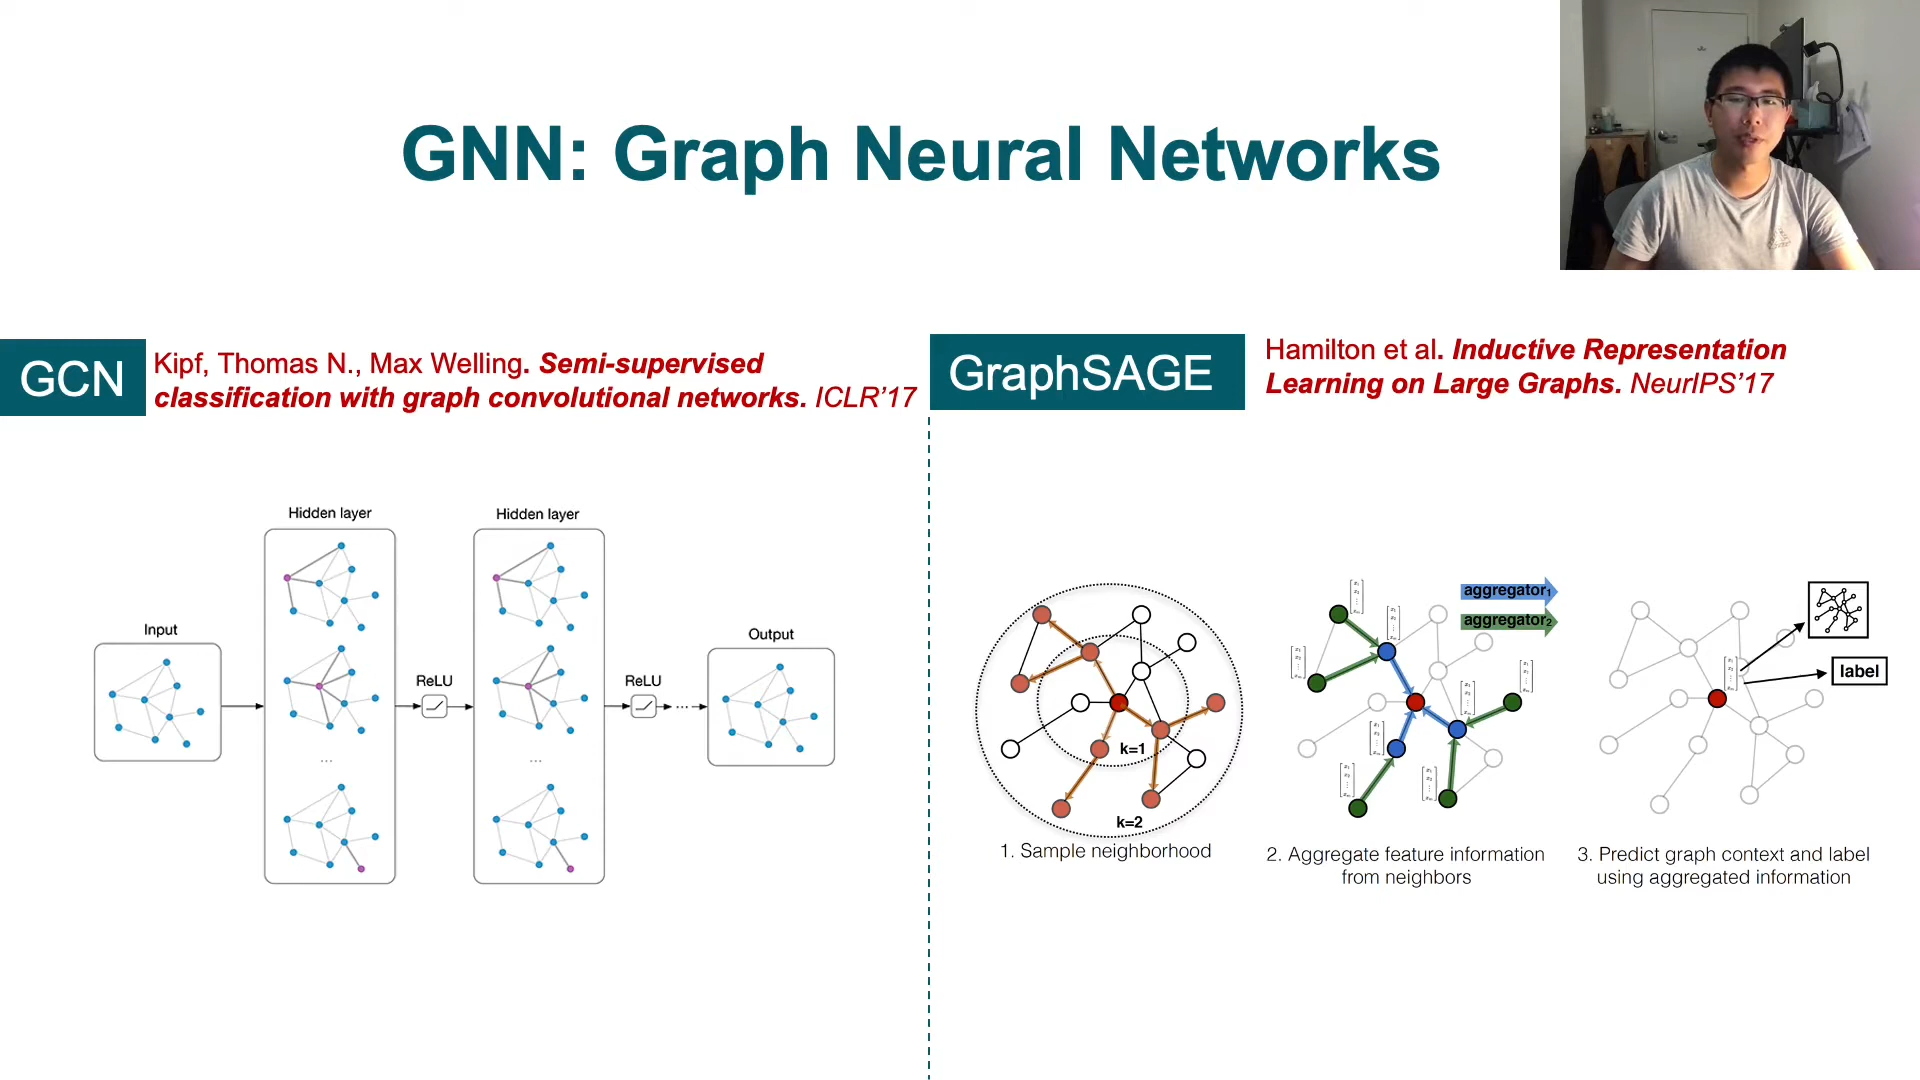 GNN: Graph Neural Networks
GCN
Kipf, Thomas N., Max Welling. Semi-supervised
classification with graph convolutional networks. ICLR’17
GraphSAGE
Hamilton et al. Inductive Representation
Learning on Large Graphs. NeurIPS’17
Hidden layer
Hidden layer
Input
ReLU
ReLU
Output
...
...
...
k=1
k=2
1. Sample neighborhood
aggregator1
aggregator2
2. Aggregate feature information
from neighbors
label
3. Predict graph context and label
using aggregated information